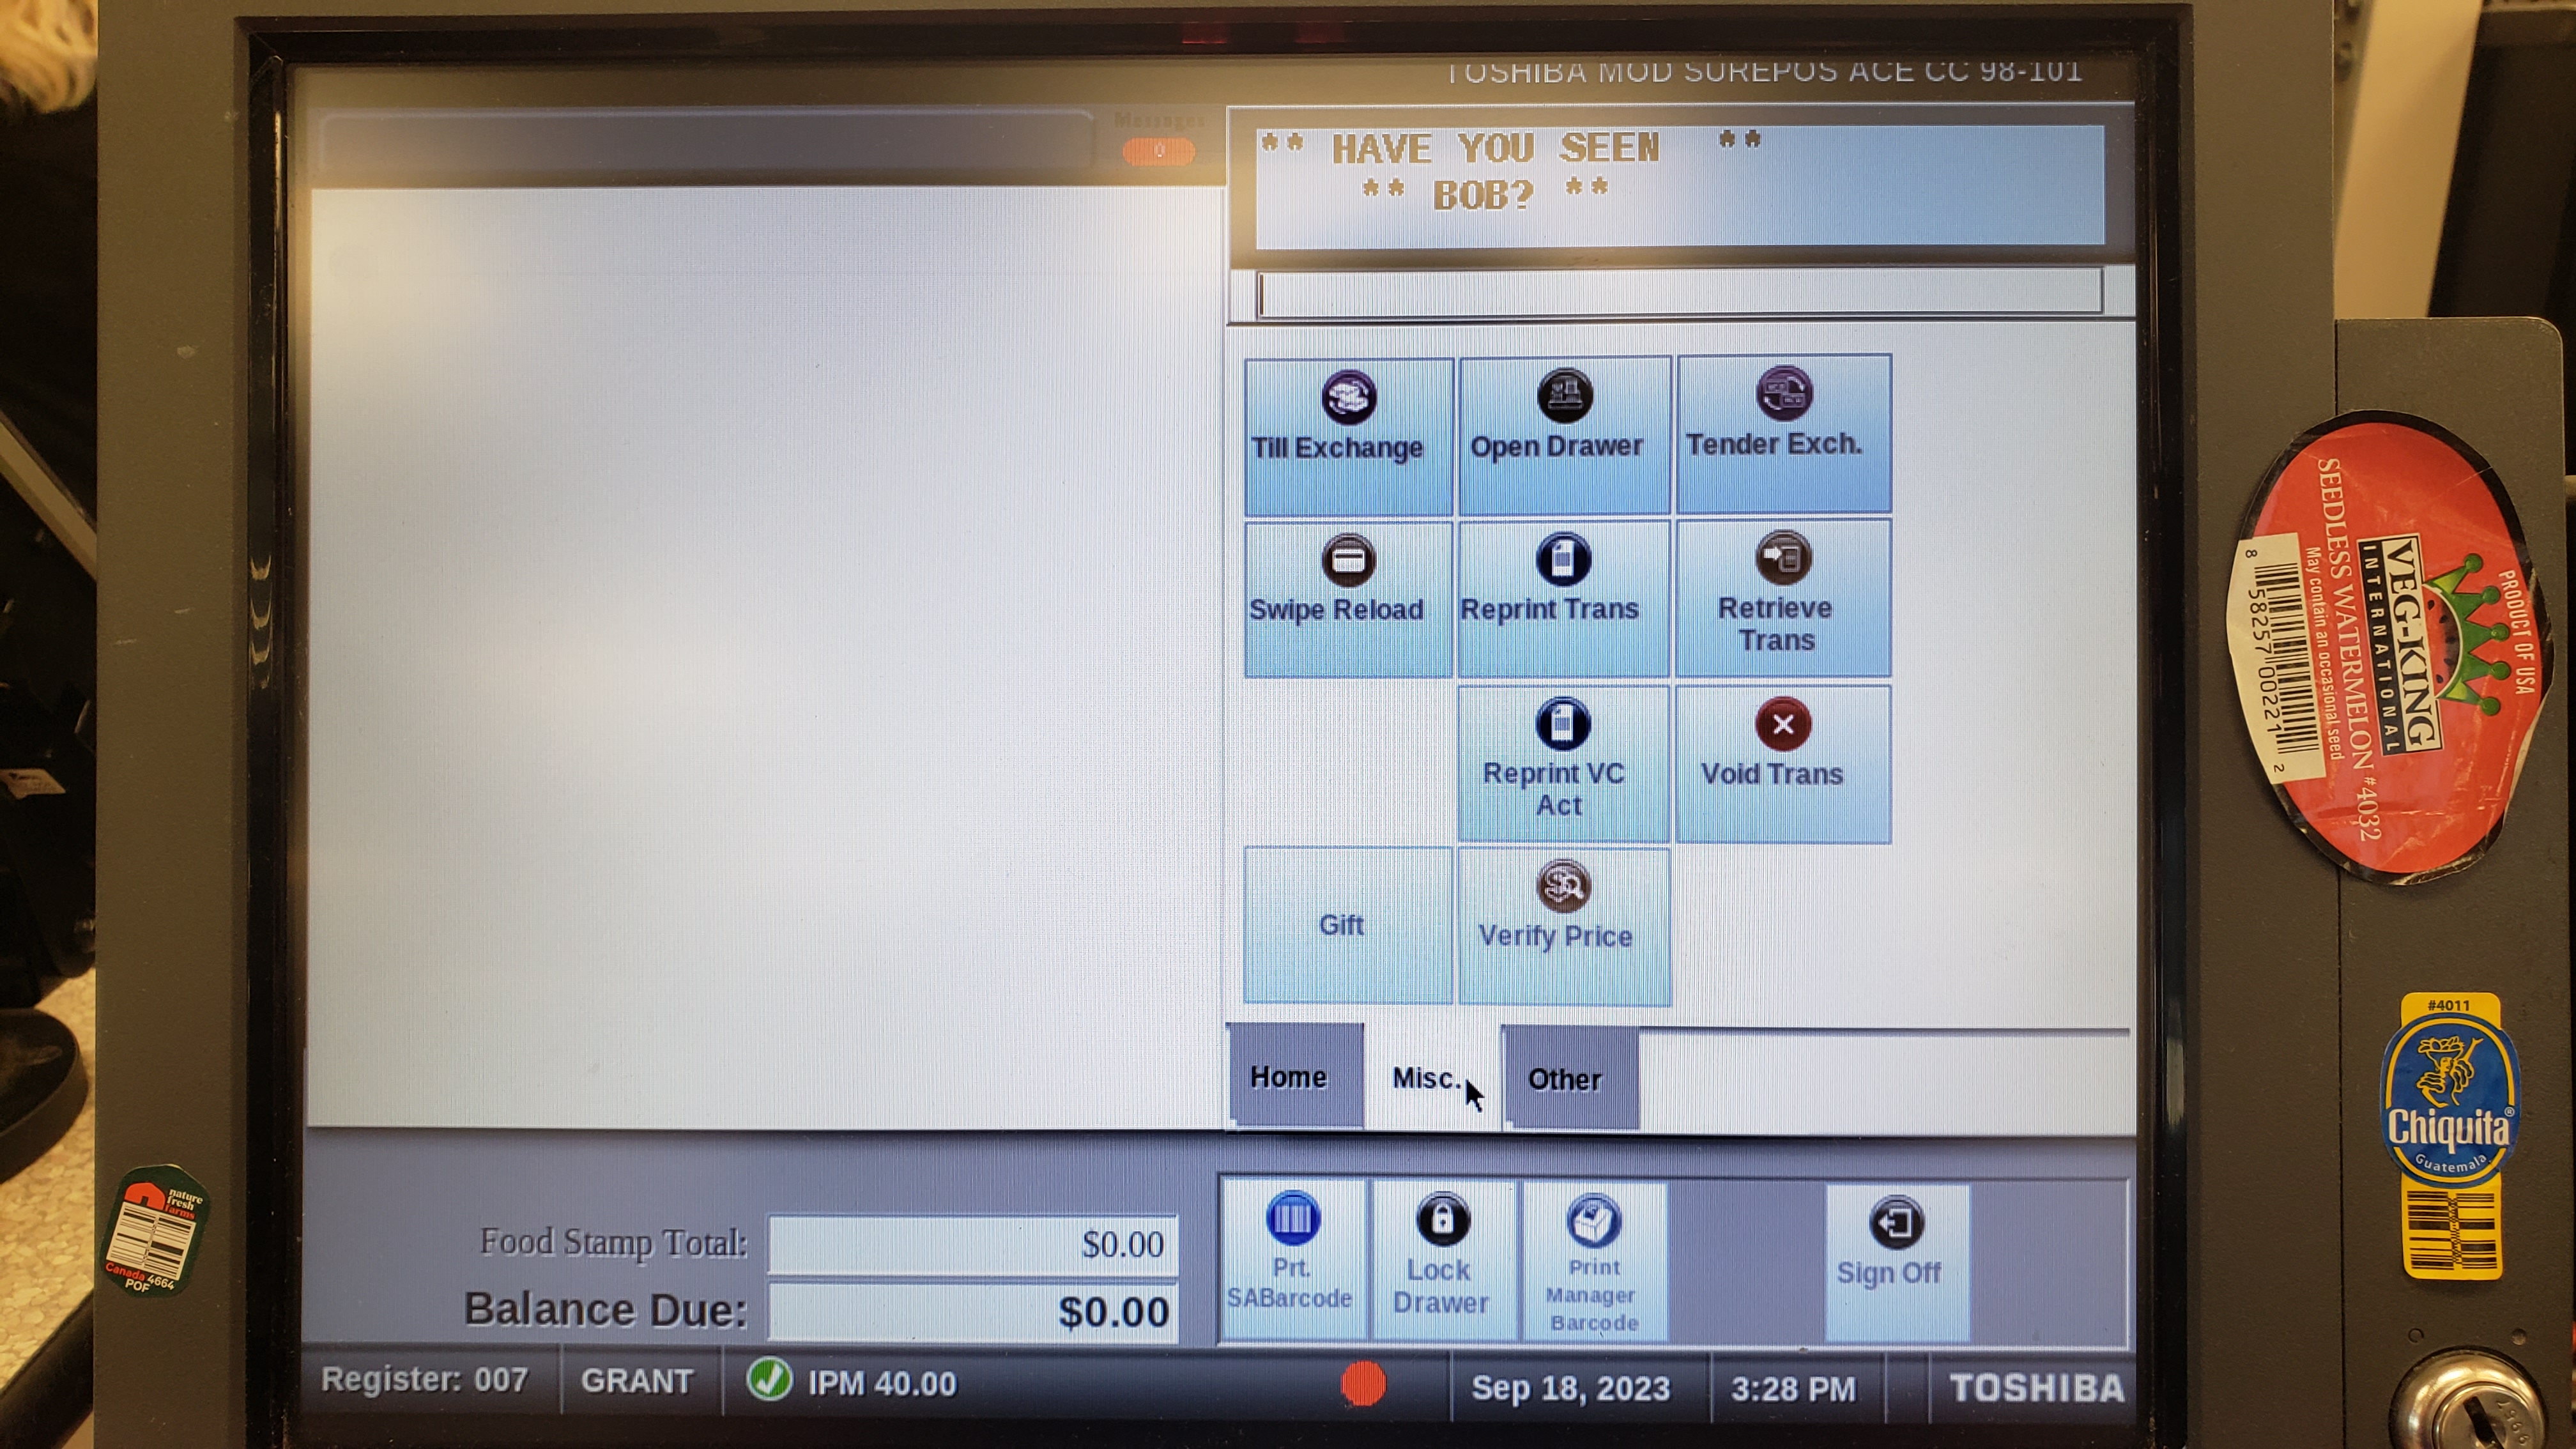 TOSHIBA MOD SUREPOS ACE CC 98-101
Messages
0
** HAVE YOU SEEN **
** BOB? **
Till Exchange
Open Drawer
Tender Exch.
Swipe Reload
Reprint Trans
Retrieve
Trans
Reprint VC
Act
Void Trans
Gift
Verify Price
Home
Misc.
Other
Food Stamp Total:
$0.00
Balance Due:
$0.00
Prt.
SABarcode
Lock
Drawer
Print
Manager
Barcode
Sign Off
Register: 007
GRANT
IPM 40.00
Sep 18, 2023
3:28 PM
TOSHIBA
PRODUCT OF USA
VEG-KING
INTERNATIONAL
SEEDLESS WATERMELON #4032
May contain an occasional seed
8 58257 00221 2
#4011
Chiquita®
Guatemala
nature
fresh
farms
Canada 4664
POF